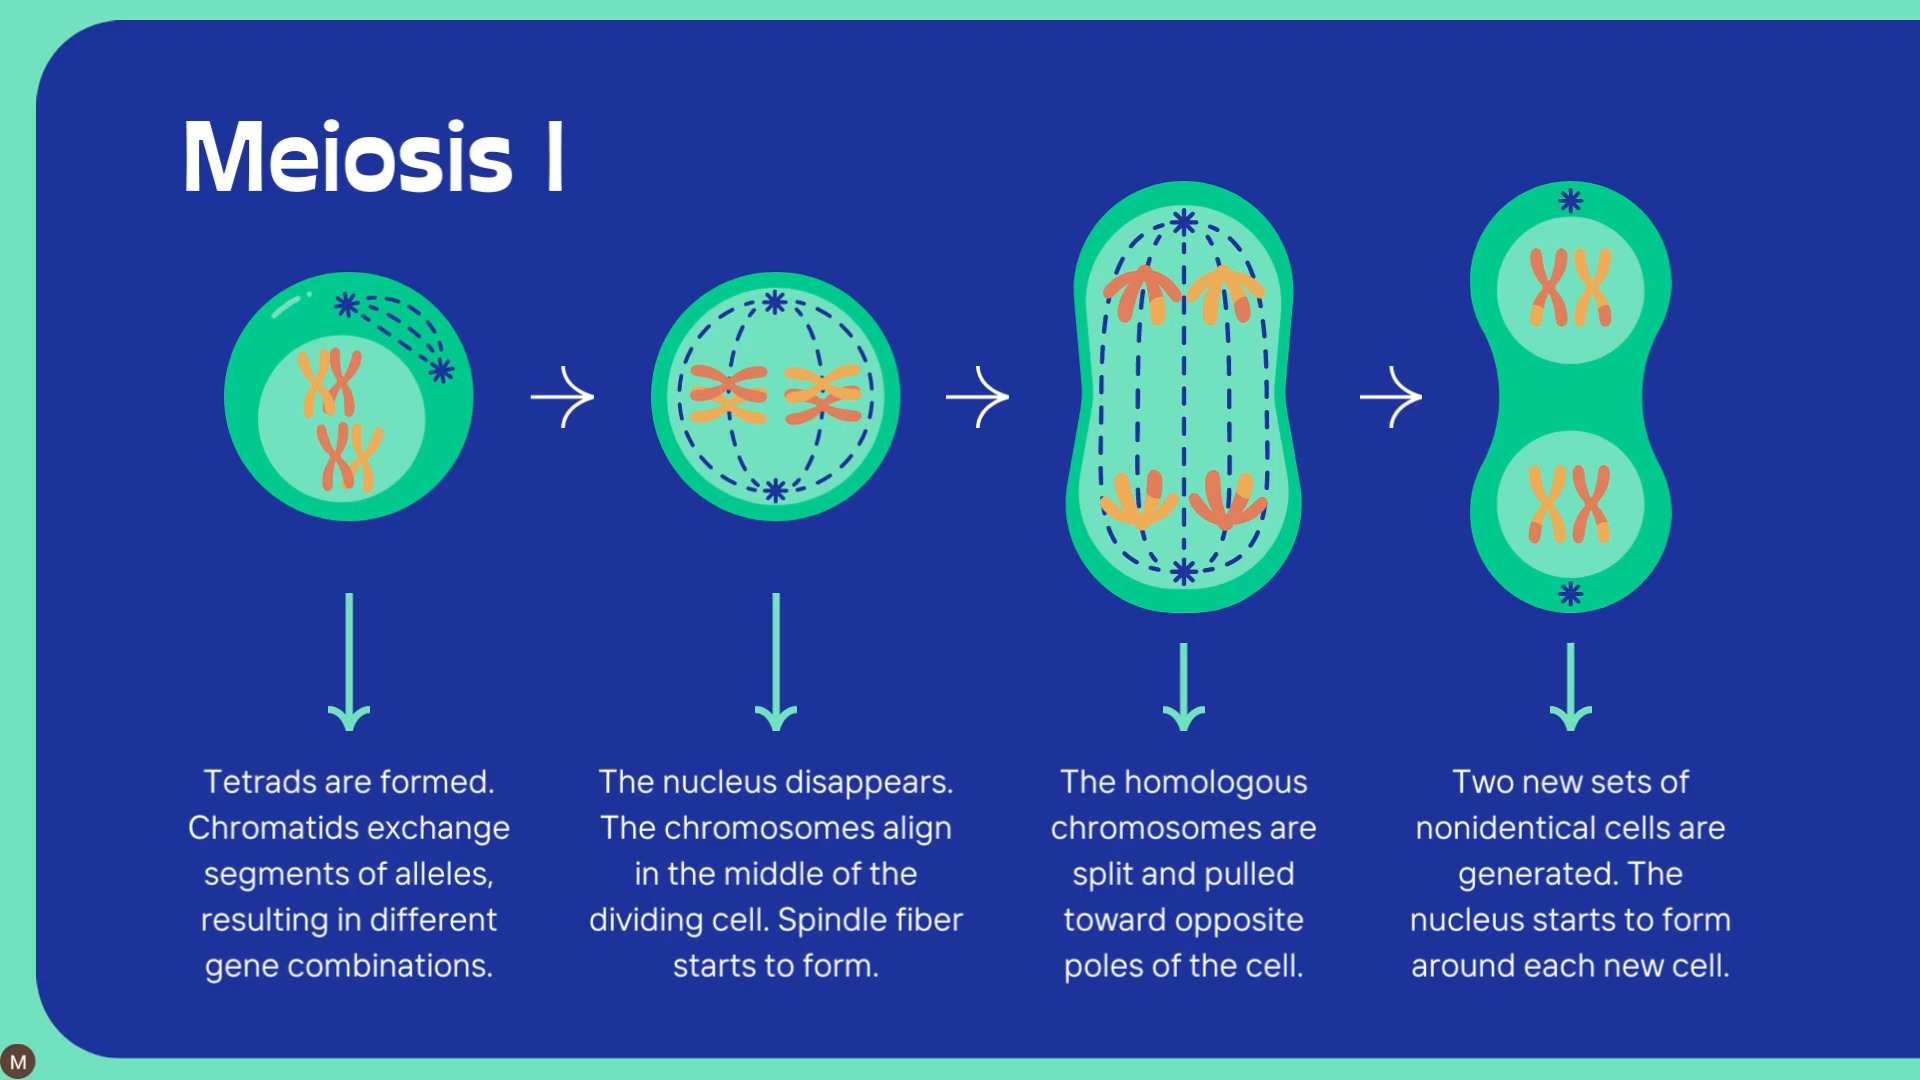 Meiosis I
Tetrads are formed.
Chromatids exchange
segments of alleles,
resulting in different
gene combinations.
The nucleus disappears.
The chromosomes align
in the middle of the
dividing cell. Spindle fiber
starts to form.
The homologous
chromosomes are
split and pulled
toward opposite
poles of the cell.
Two new sets of
nonidentical cells are
generated. The
nucleus starts to form
around each new cell.
M